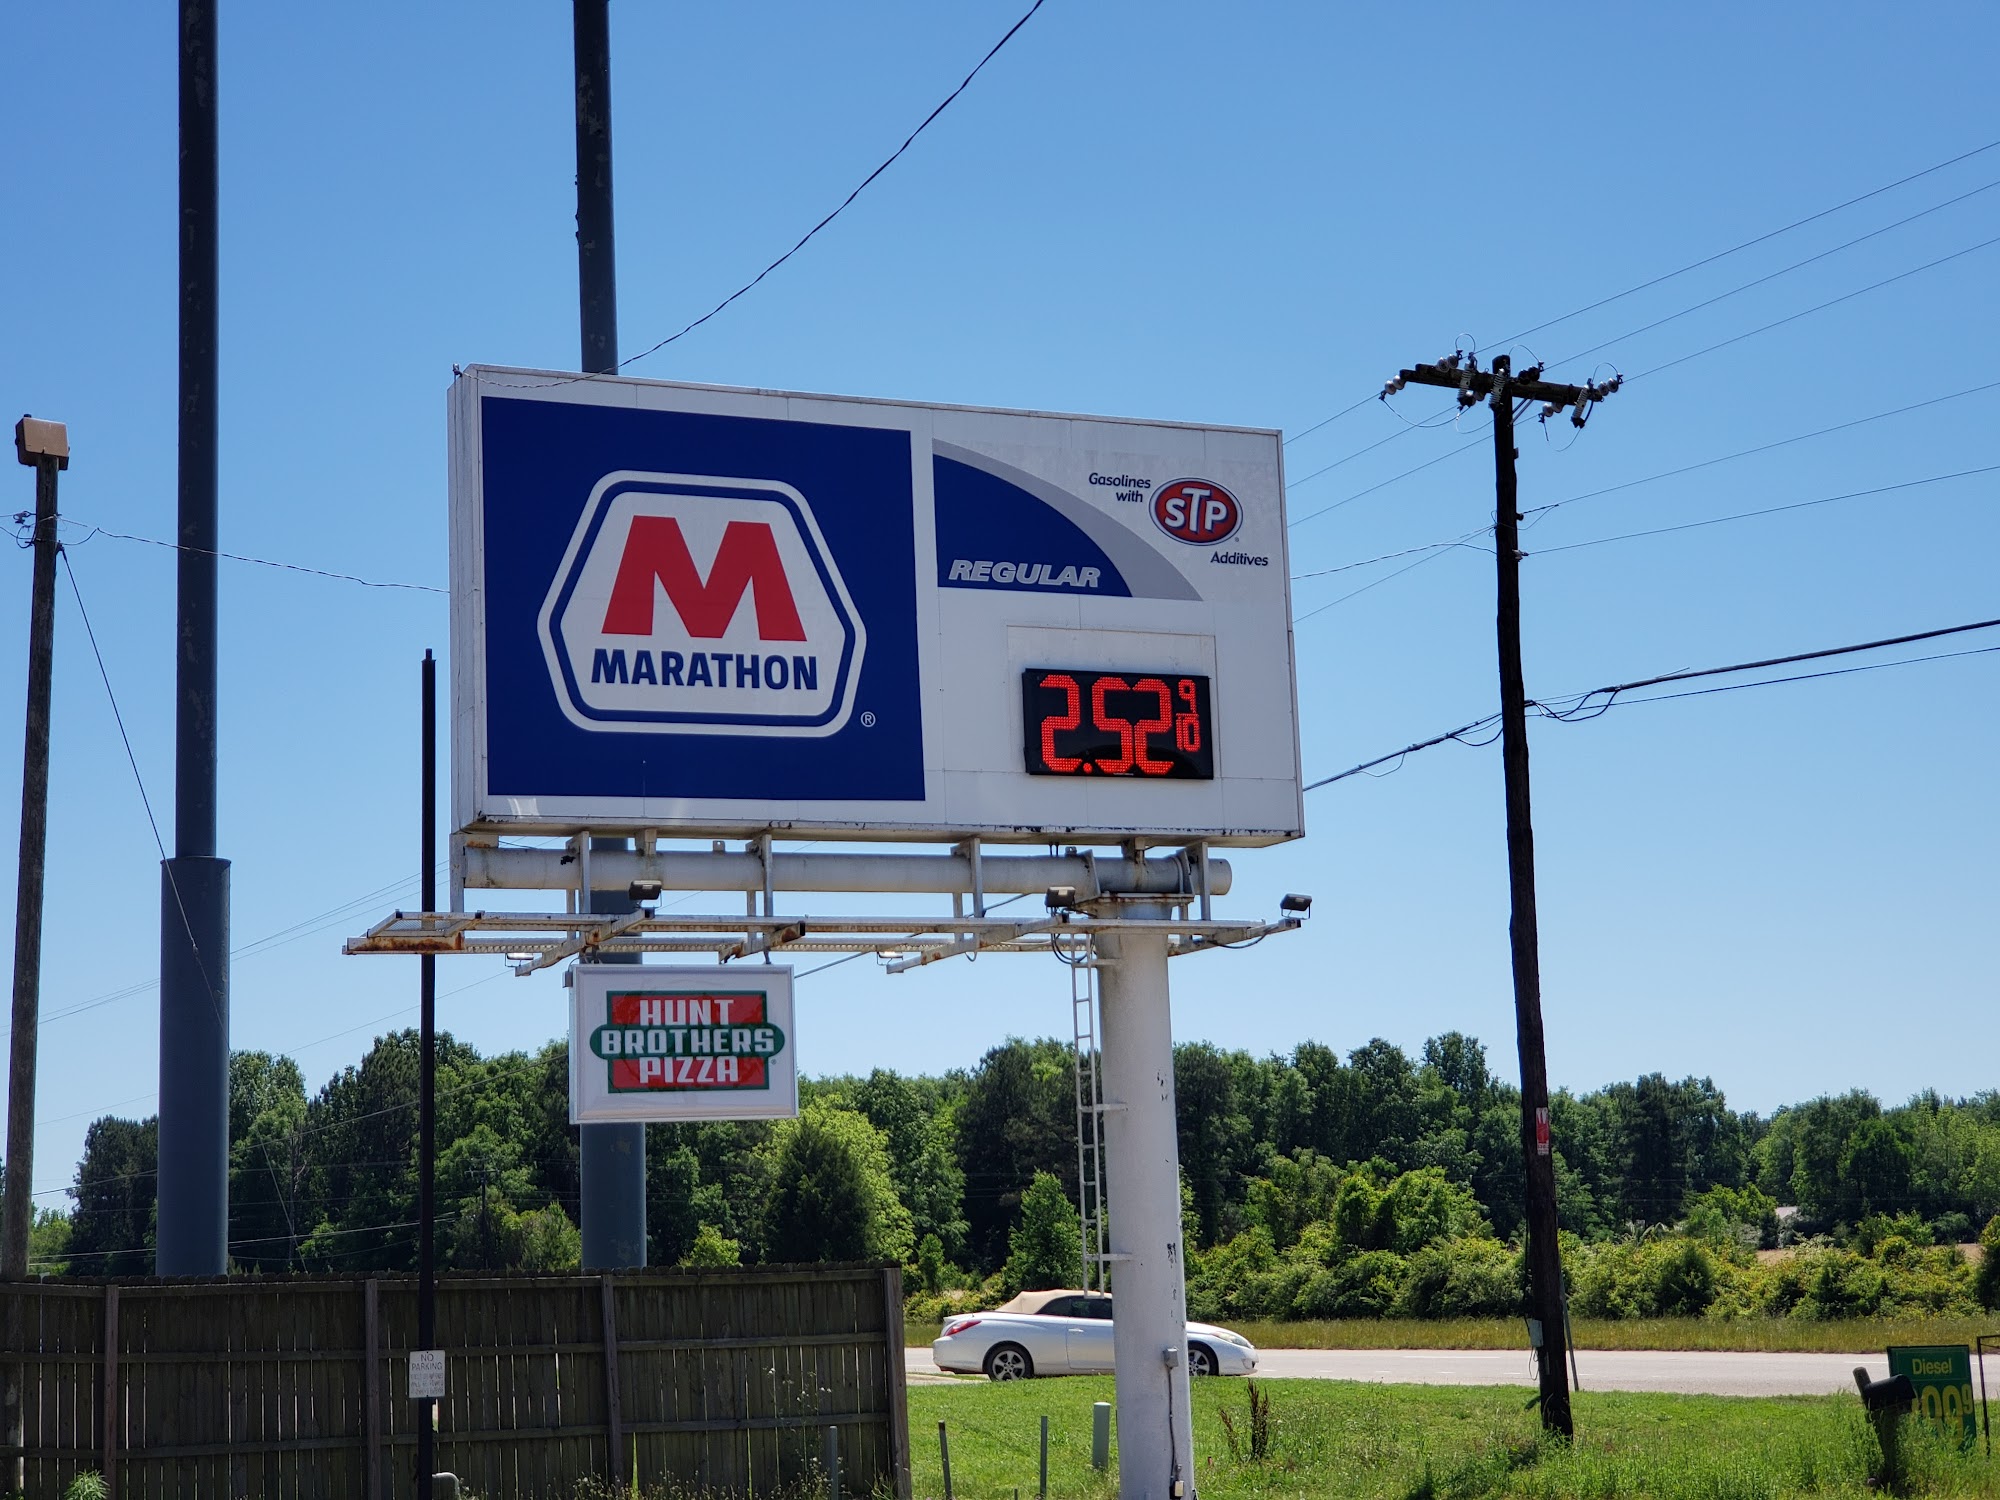 M
MARATHON
®
REGULAR
Gasolines
with
STP
Additives
2.52 9/10
HUNT
BROTHERS
PIZZA
NO
PARKING
Diesel